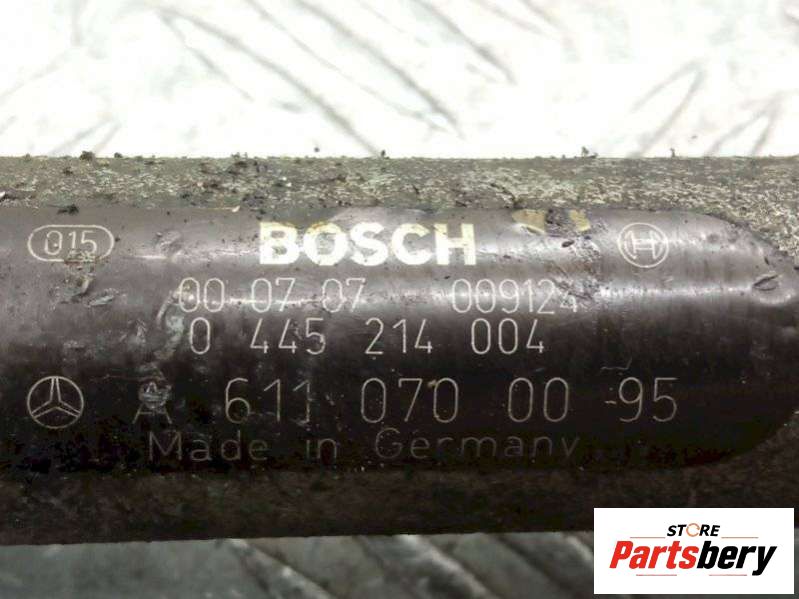 015 BOSCH
00 07 07 009124
0 445 214 004
A 611 070 00 95
Made in Germany
STORE
Partsbery